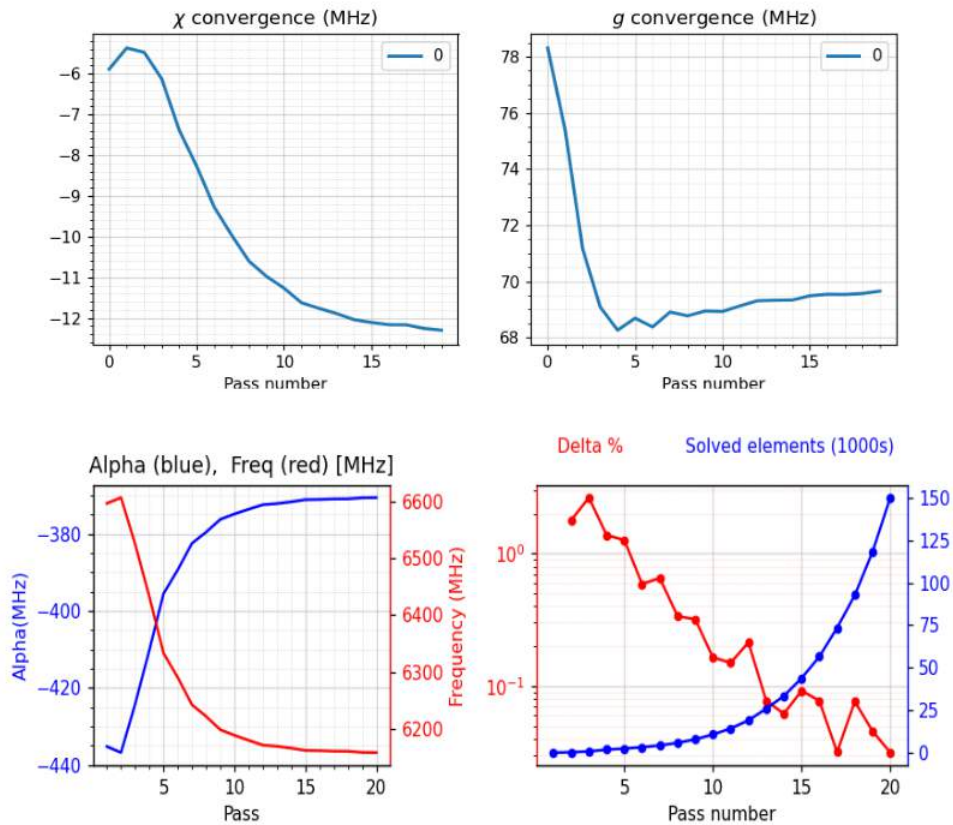 χ convergence (MHz)
0
−6
−7
−8
−9
−10
−11
−12
0 5 10 15
Pass number
g convergence (MHz)
0
78
76
74
72
70
68
0 5 10 15
Pass number
Alpha (blue), Freq (red) [MHz]
Alpha(MHz)
−380
−400
−420
−440
Frequency (MHz)
6600
6500
6400
6300
6200
0 5 10 15 20
Pass
Delta % Solved elements (1000s)
10⁰
10⁻¹
150
125
100
75
50
25
0
5 10 15 20
Pass number